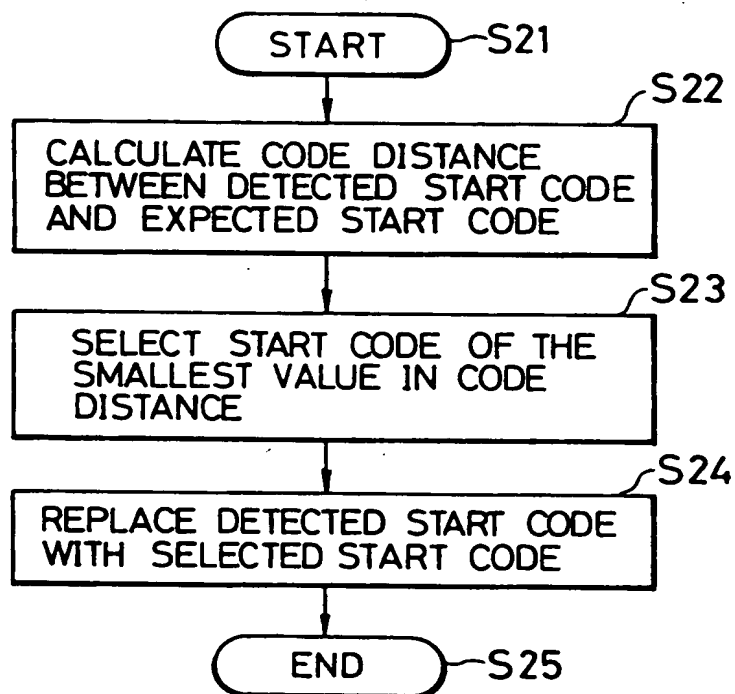 START
S21
S22
CALCULATE CODE DISTANCE
BETWEEN DETECTED START CODE
AND EXPECTED START CODE
S23
SELECT START CODE OF THE
SMALLEST VALUE IN CODE
DISTANCE
S24
REPLACE DETECTED START CODE
WITH SELECTED START CODE
END
S25